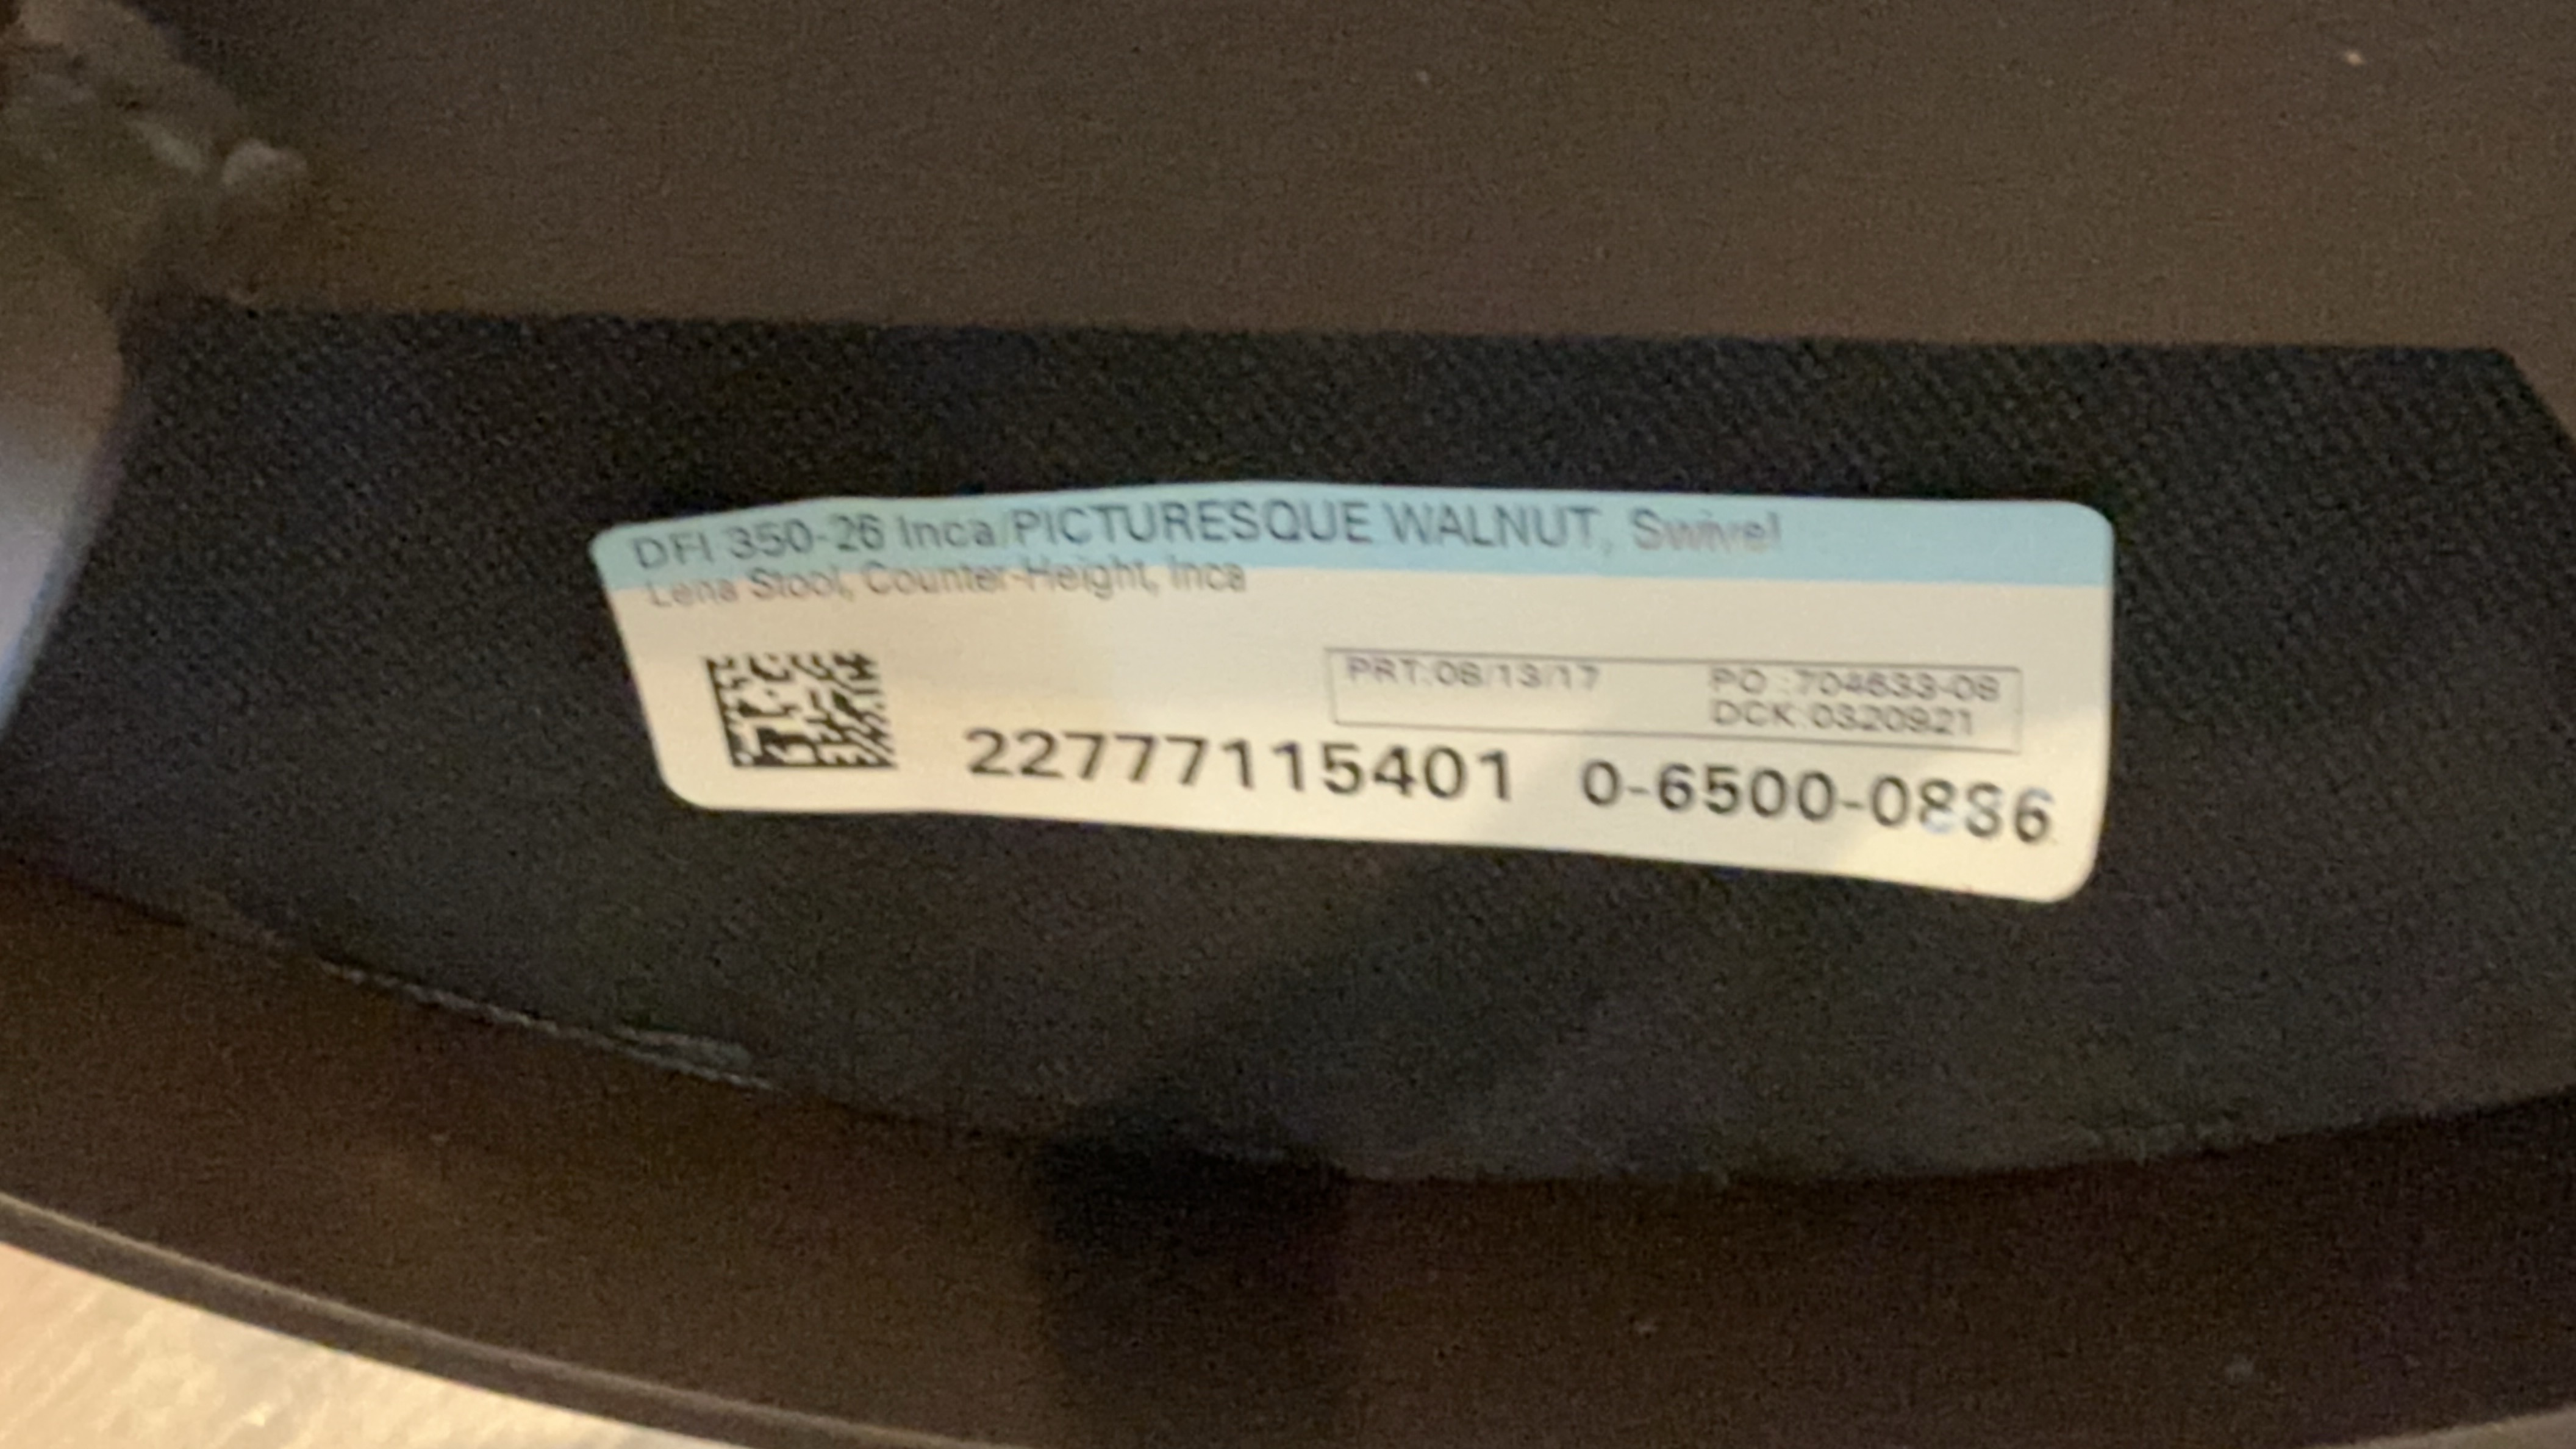 DFI 350-26 Inca/PICTURESQUE WALNUT, Swivel
Lena Stool, Counter-Height, Inca
PRT:06/13/17 PO :704633-08
DCK:0320921
22777115401 0-6500-0886